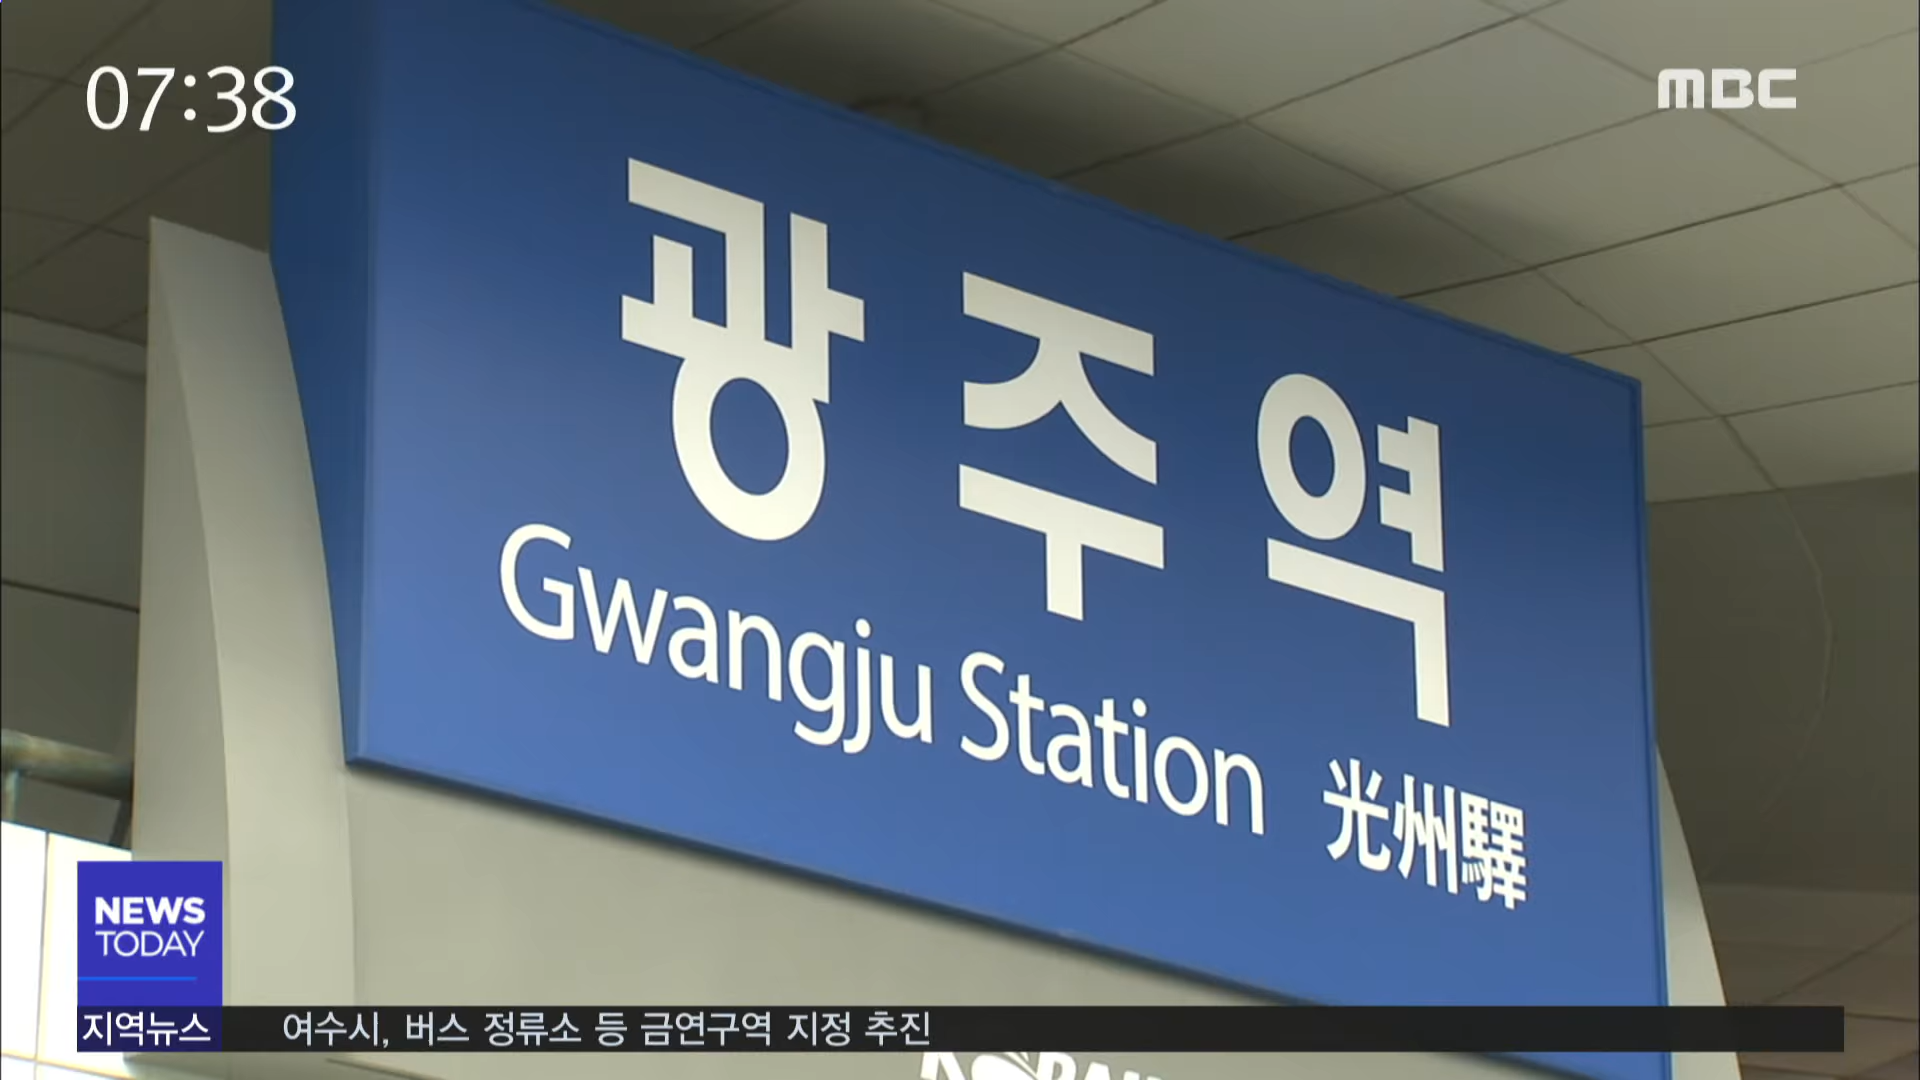 07:38
MBC
광주역
Gwangju Station 光州驛
NEWS
TODAY
지역뉴스 여수시, 버스 정류소 등 금연구역 지정 추진